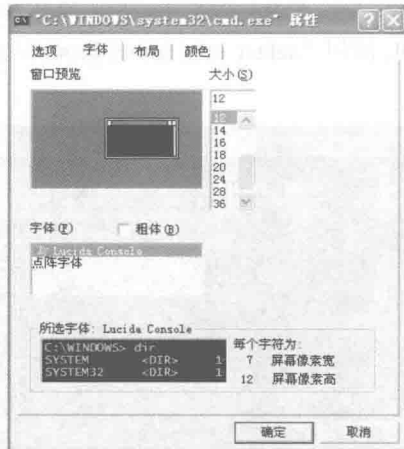 "C:\WINDOWS\system32\cmd.exe" 属性
选项 字体 布局 颜色
窗口预览 大小(S)
12
12
14
16
18
20
24
28
36
字体(F) 粗体(B)
Lucida Console
点阵字体
所选字体: Lucida Console
C:\WINDOWS> dir
SYSTEM <DIR> 1
SYSTEM32 <DIR> 1
每个字符为:
7 屏幕像素宽
12 屏幕像素高
确定 取消